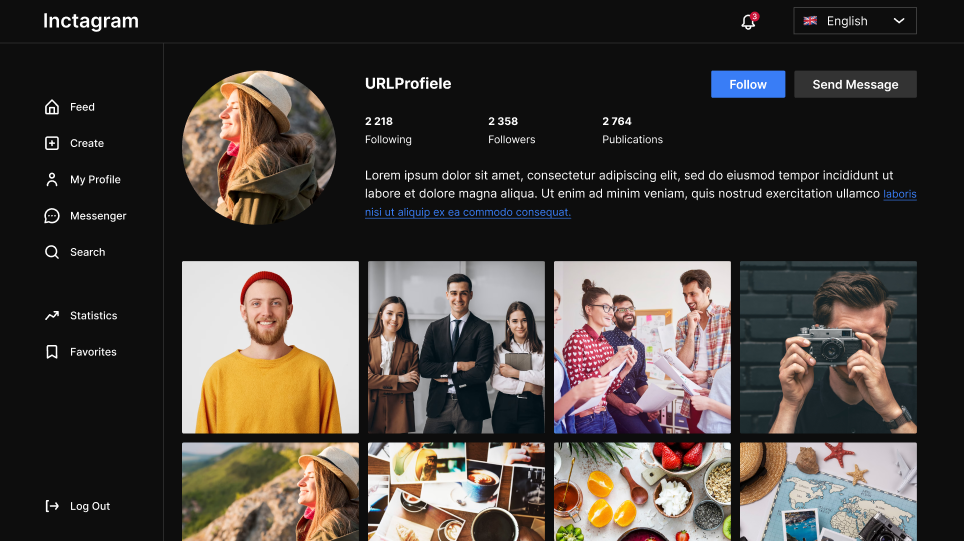 Inctagram
3
English
Feed
Create
My Profile
Messenger
Search
Statistics
Favorites
Log Out
URLProfiele
Follow
Send Message
2 218
2 358
2 764
Following
Followers
Publications
Lorem ipsum dolor sit amet, consectetur adipiscing elit, sed do eiusmod tempor incididunt ut
labore et dolore magna aliqua. Ut enim ad minim veniam, quis nostrud exercitation ullamco laboris
nisi ut aliquip ex ea commodo consequat.